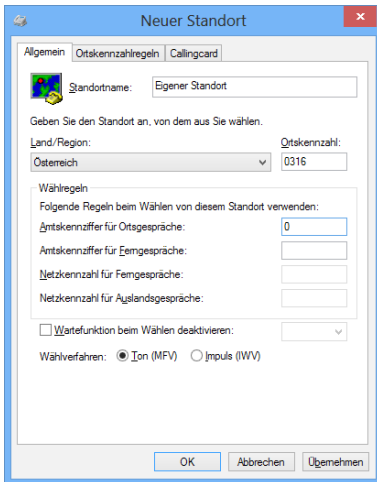 Neuer Standort
Allgemein Ortskennzahlregeln Callingcard
Standortname: Eigener Standort
Geben Sie den Standort an, von dem aus Sie wählen.
Land/Region: Ortskennzahl:
Österreich 0316
Wählregeln
Folgende Regeln beim Wählen von diesem Standort verwenden:
Amtskennziffer für Ortsgespräche: 0
Amtskennziffer für Ferngespräche:
Netzkennzahl für Ferngespräche:
Netzkennzahl für Auslandsgespräche:
Wartefunktion beim Wählen deaktivieren:
Wählverfahren: Ton (MFV) Impuls (IWV)
OK Abbrechen Übernehmen